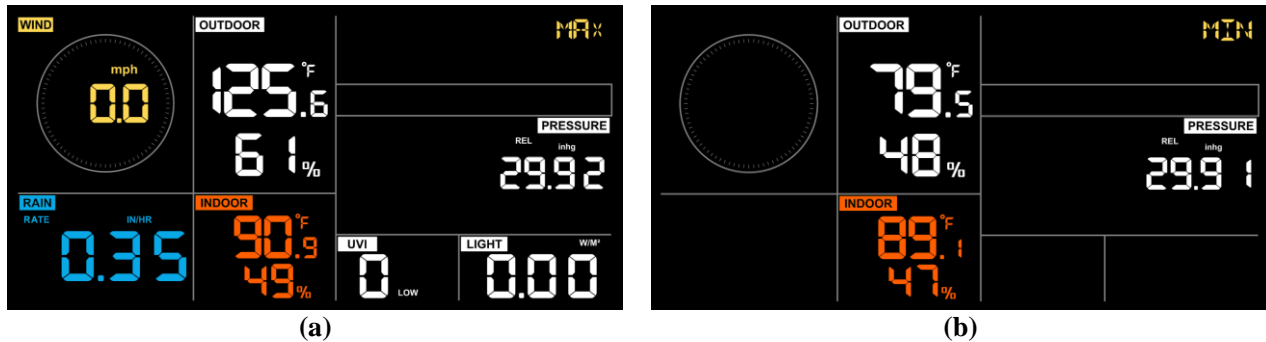 WIND
mph
0.0
OUTDOOR
125.6 °F
61%
MAX
PRESSURE
REL inhg
29.92
RAIN
RATE IN/HR
0.35
INDOOR
90.9 °F
49%
UVI
0 LOW
LIGHT W/M²
0.00
(a)
OUTDOOR
79.5 °F
48%
MIN
PRESSURE
REL inhg
29.91
INDOOR
89.1 °F
47%
(b)